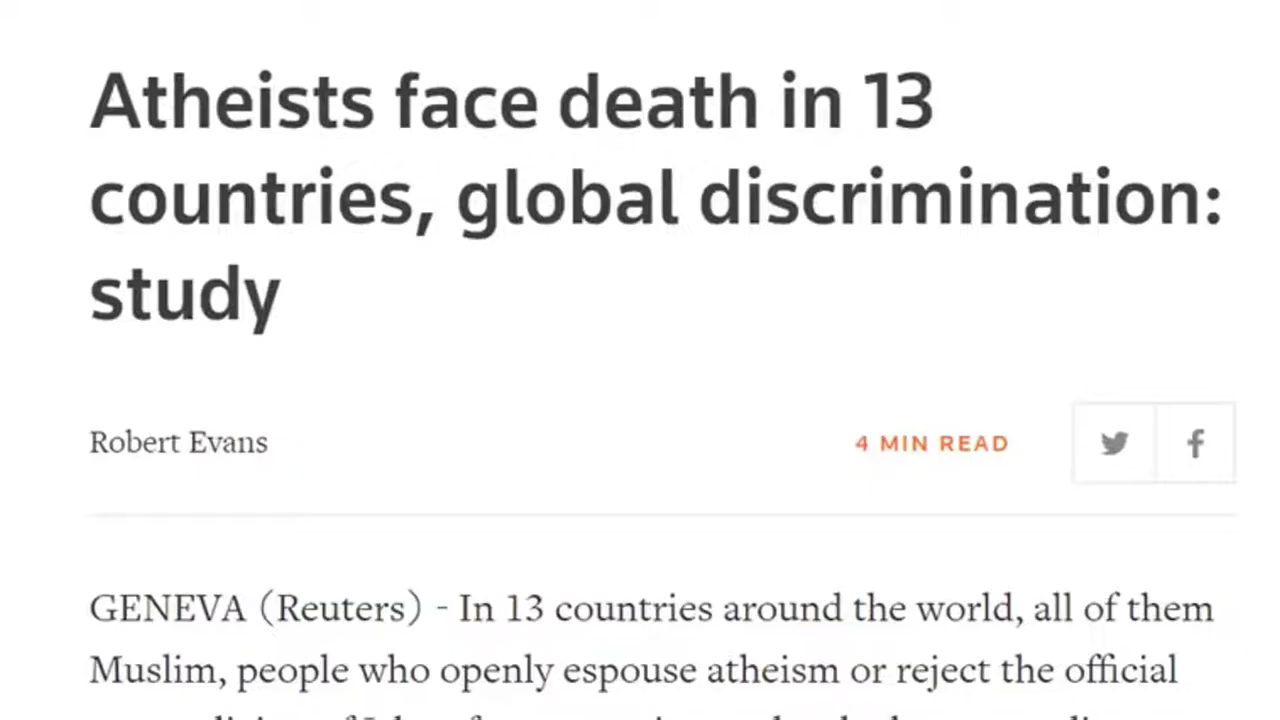 Atheists face death in 13
countries, global discrimination:
study
Robert Evans
4 MIN READ
GENEVA (Reuters) - In 13 countries around the world, all of them
Muslim, people who openly espouse atheism or reject the official